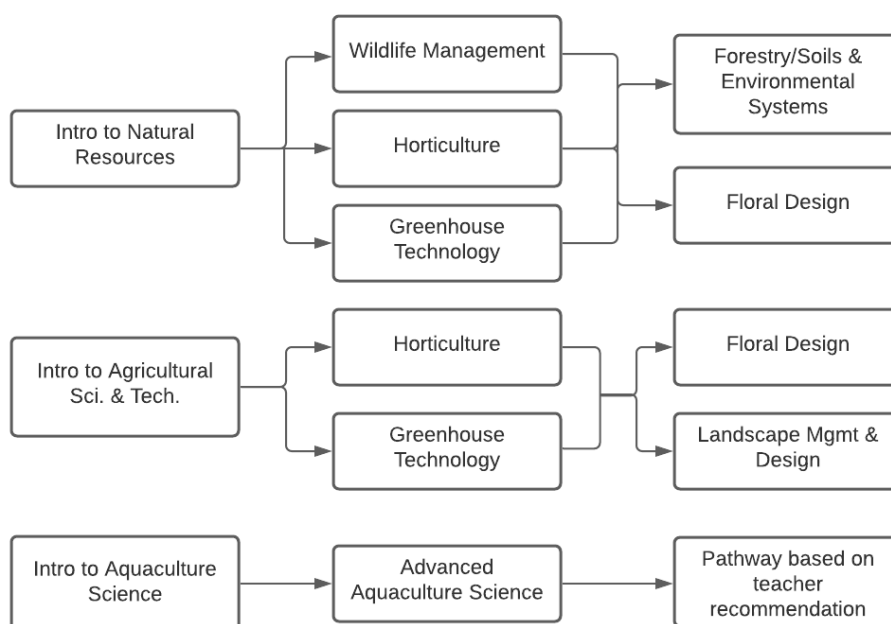 Intro to Natural
Resources
Wildlife Management
Horticulture
Greenhouse
Technology
Forestry/Soils &
Environmental
Systems
Floral Design
Intro to Agricultural
Sci. & Tech.
Horticulture
Greenhouse
Technology
Floral Design
Landscape Mgmt &
Design
Intro to Aquaculture
Science
Advanced
Aquaculture Science
Pathway based on
teacher
recommendation